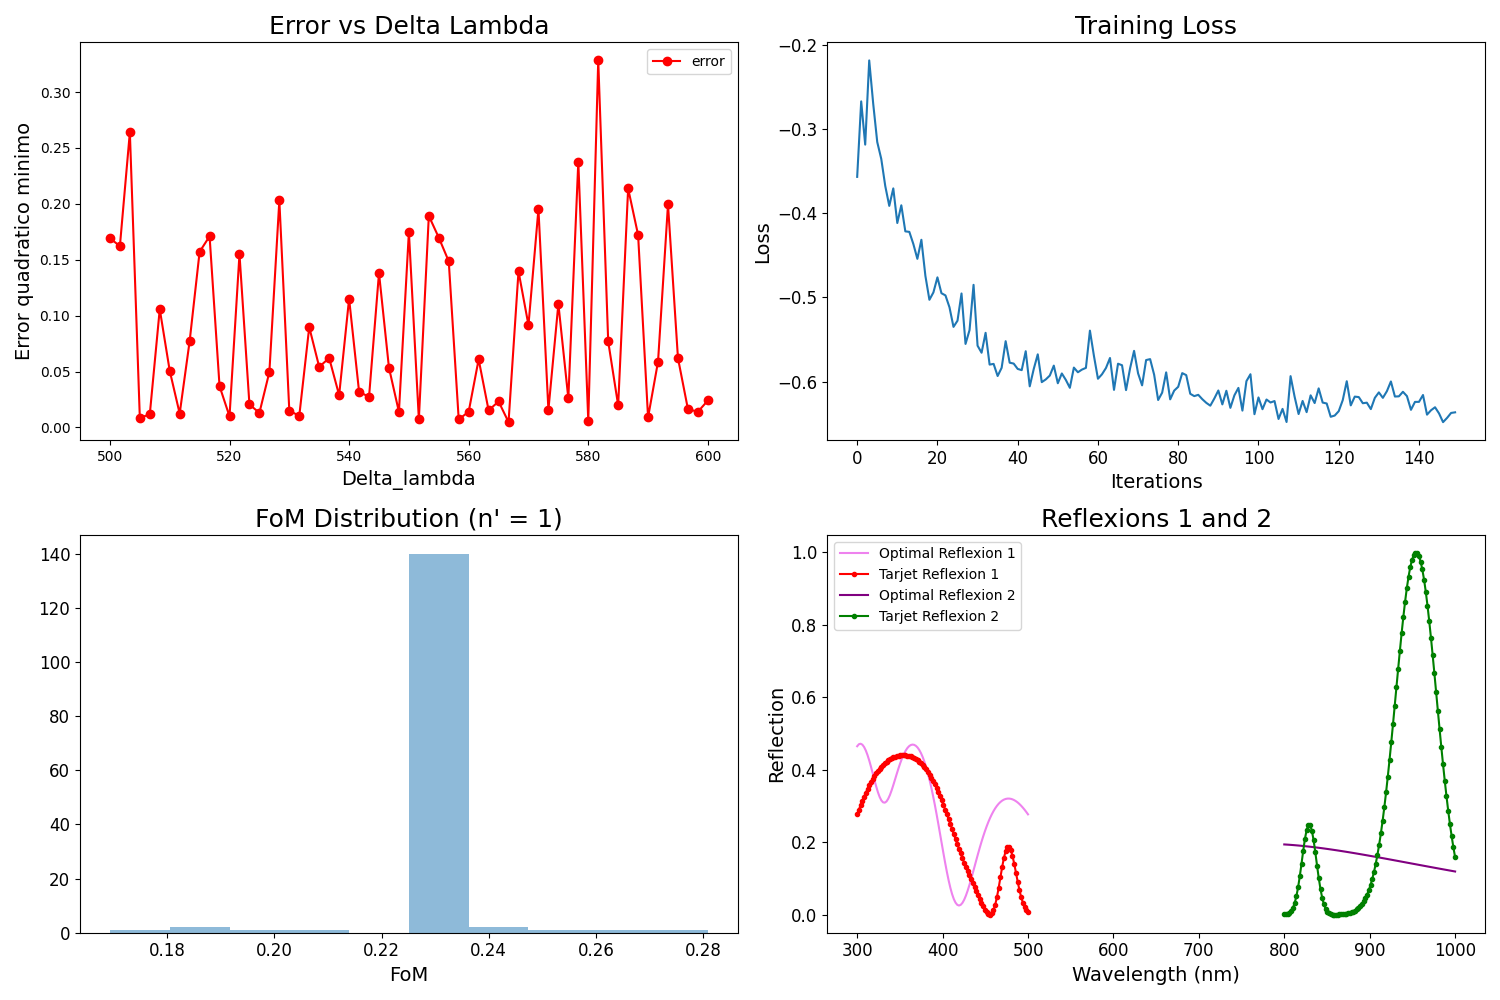 Error vs Delta Lambda
error
Error quadratico minimo
0.30
0.25
0.20
0.15
0.10
0.05
0.00
500 520 540 560 580 600
Delta_lambda
Training Loss
Loss
−0.2
−0.3
−0.4
−0.5
−0.6
0 20 40 60 80 100 120 140
Iterations
FoM Distribution (n' = 1)
140
120
100
80
60
40
20
0
0.18 0.20 0.22 0.24 0.26 0.28
FoM
Reflexions 1 and 2
Optimal Reflexion 1
Tarjet Reflexion 1
Optimal Reflexion 2
Tarjet Reflexion 2
Reflection
1.0
0.8
0.6
0.4
0.2
0.0
300 400 500 600 700 800 900 1000
Wavelength (nm)